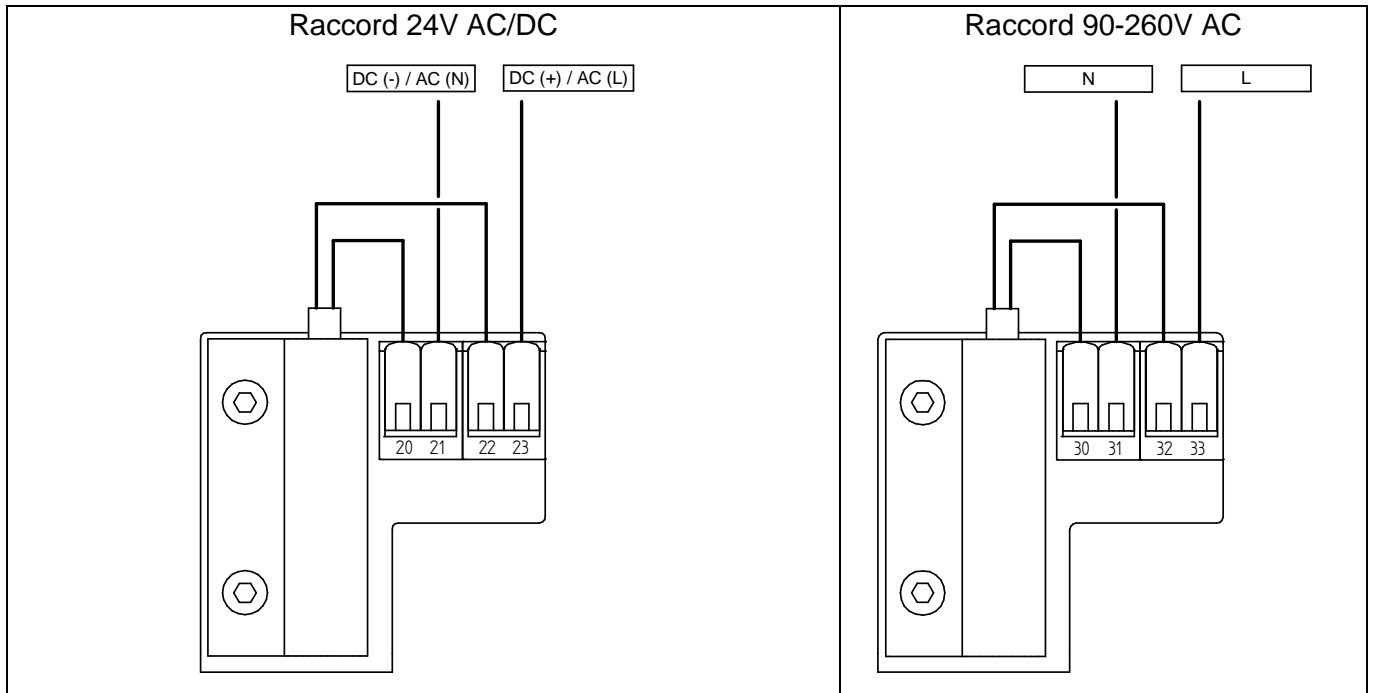 Raccord 24V AC/DC
DC (-) / AC (N) DC (+) / AC (L)
20 21 22 23
Raccord 90-260V AC
N L
30 31 32 33